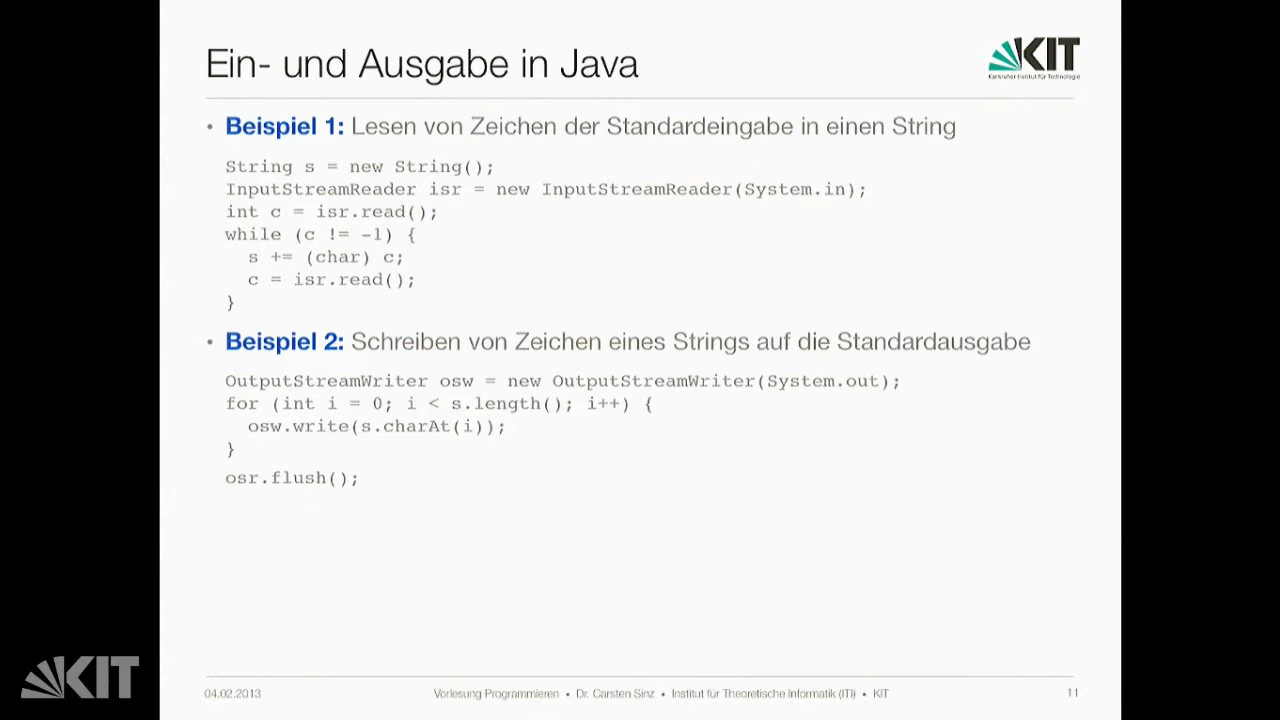 Ein- und Ausgabe in Java
KIT
Karlsruher Institut für Technologie
• Beispiel 1: Lesen von Zeichen der Standardeingabe in einen String
String s = new String();
InputStreamReader isr = new InputStreamReader(System.in);
int c = isr.read();
while (c != -1) {
s += (char) c;
c = isr.read();
}
• Beispiel 2: Schreiben von Zeichen eines Strings auf die Standardausgabe
OutputStreamWriter osw = new OutputStreamWriter(System.out);
for (int i = 0; i < s.length(); i++) {
osw.write(s.charAt(i));
}
osr.flush();
KIT
04.02.2013 Vorlesung Programmieren • Dr. Carsten Sinz • Institut für Theoretische Informatik (ITI) • KIT 11